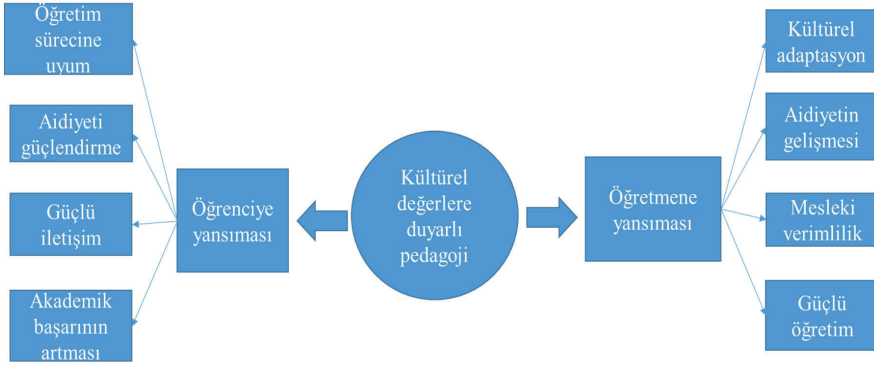 Öğretim
sürecine
uyum
Aidiyeti
güçlendirme
Güçlü
iletişim
Akademik
başarının
artması
Öğrenciye
yansıması
Kültürel
değerlere
duyarlı
pedagoji
Öğretmene
yansıması
Kültürel
adaptasyon
Aidiyetin
gelişmesi
Mesleki
verimlilik
Güçlü
öğretim